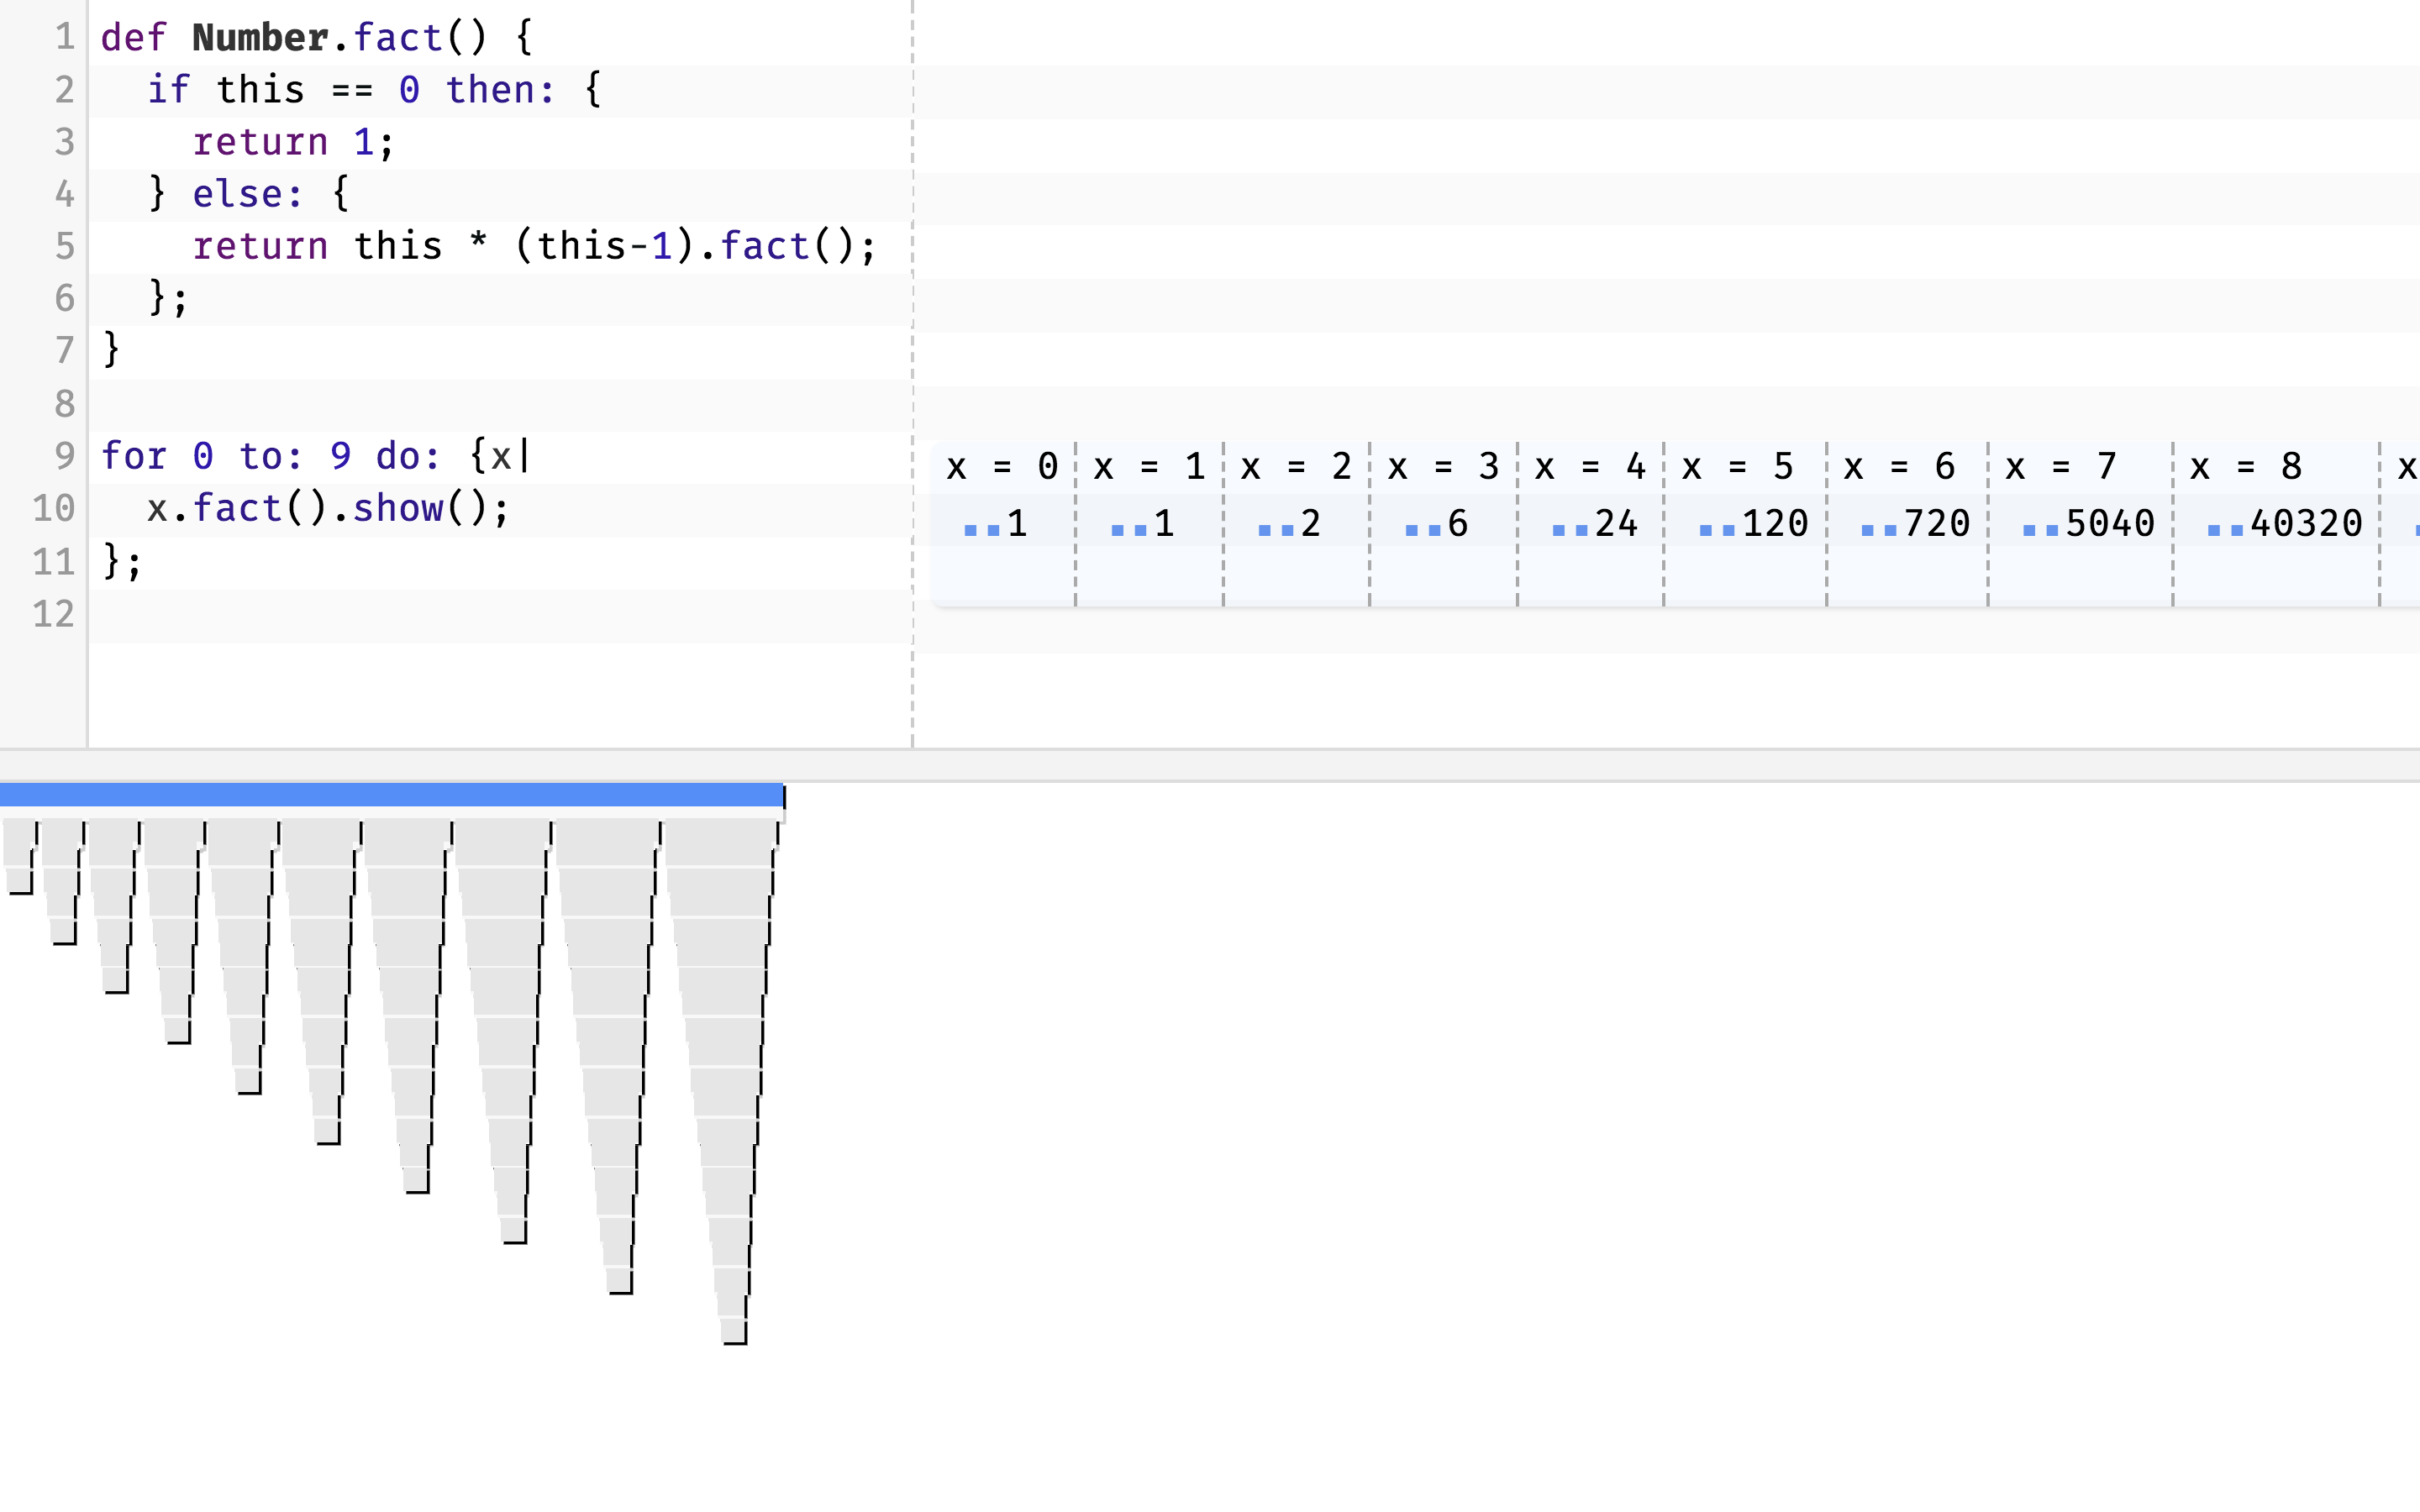 1 def Number.fact() {
2   if this == 0 then: {
3     return 1;
4   } else: {
5     return this * (this-1).fact();
6   };
7 }
8
9 for 0 to: 9 do: {x|
10   x.fact().show();
11 };
12
x = 0 x = 1 x = 2 x = 3 x = 4 x = 5 x = 6 x = 7 x = 8 x
1 1 2 6 24 120 720 5040 40320